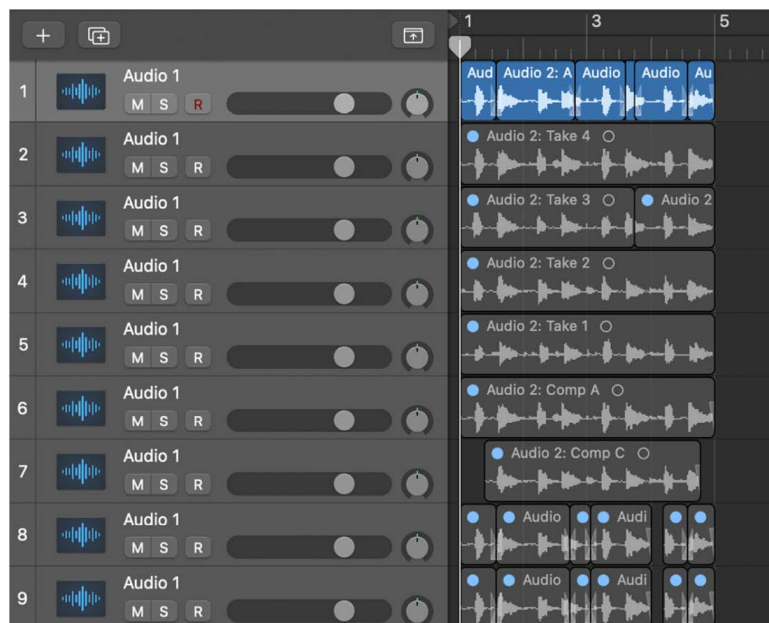 1 3 5
1 Audio 1 Aud Audio 2: A Audio Audio Au
M S R
2 Audio 1 Audio 2: Take 4
M S R
3 Audio 1 Audio 2: Take 3 Audio 2
M S R
4 Audio 1 Audio 2: Take 2
M S R
5 Audio 1 Audio 2: Take 1
M S R
6 Audio 1 Audio 2: Comp A
M S R
7 Audio 1 Audio 2: Comp C
M S R
8 Audio 1 Audio Audi
M S R
9 Audio 1 Audio Audi
M S R